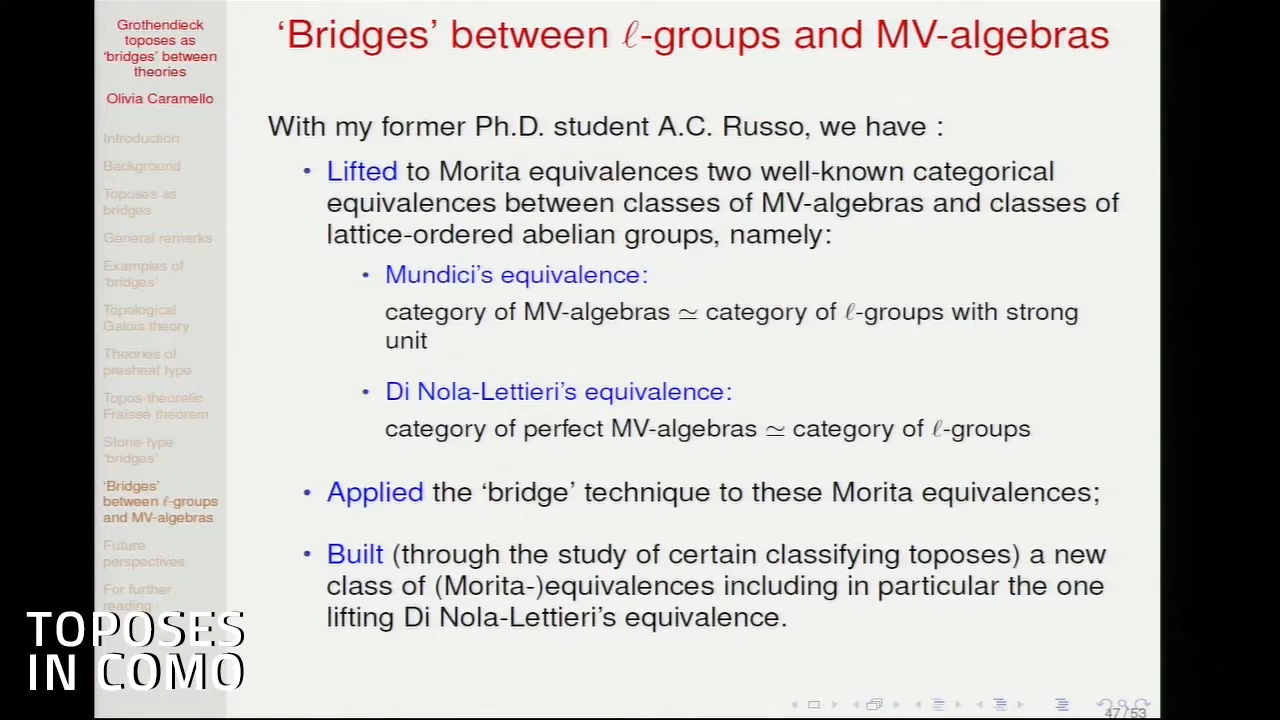 Grothendieck
toposes as
‘bridges’ between
theories
Olivia Caramello
Introduction
Background
Toposes as
bridges
General remarks
Examples of
‘bridges’
Topological
Galois theory
Theories of
presheaf type
Topos-theoretic
Fraïssé theorem
Stone-type
‘bridges’
‘Bridges’
between ℓ-groups
and MV-algebras
Future
perspectives
For further
reading
TOPOSES
IN COMO
‘Bridges’ between ℓ-groups and MV-algebras
With my former Ph.D. student A.C. Russo, we have :
• Lifted to Morita equivalences two well-known categorical
equivalences between classes of MV-algebras and classes of
lattice-ordered abelian groups, namely:
• Mundici’s equivalence:
category of MV-algebras ≃ category of ℓ-groups with strong
unit
• Di Nola-Lettieri’s equivalence:
category of perfect MV-algebras ≃ category of ℓ-groups
• Applied the ‘bridge’ technique to these Morita equivalences;
• Built (through the study of certain classifying toposes) a new
class of (Morita-)equivalences including in particular the one
lifting Di Nola-Lettieri’s equivalence.
47 / 53